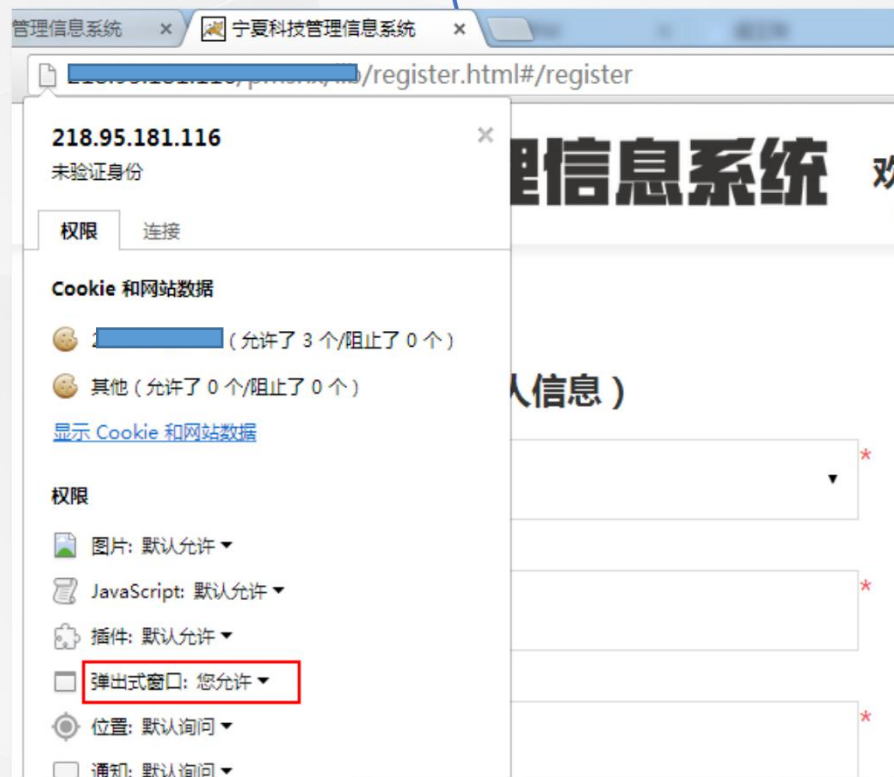 管理信息系统 × 宁夏科技管理信息系统 ×
/register.html#/register
218.95.181.116 ×
理信息系统
未验证身份
权限 连接
Cookie 和网站数据
(允许了 3 个/阻止了 0 个)
其他(允许了 0 个/阻止了 0 个)
人信息)
显示 Cookie 和网站数据
*
权限
图片: 默认允许
JavaScript: 默认允许
*
插件: 默认允许
弹出式窗口: 您允许
位置: 默认询问
*
通知: 默认询问